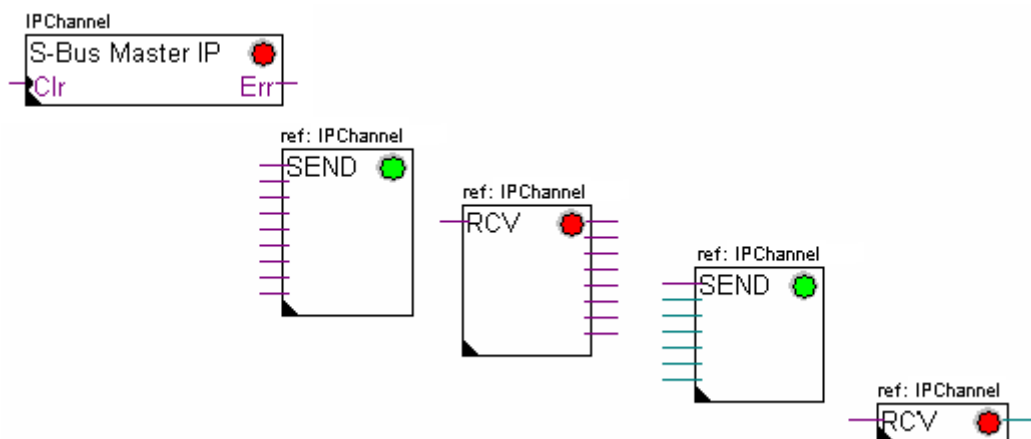 IPChannel
S-Bus Master IP
Clr Err
ref: IPChannel
SEND
ref: IPChannel
RCV
ref: IPChannel
SEND
ref: IPChannel
RCV